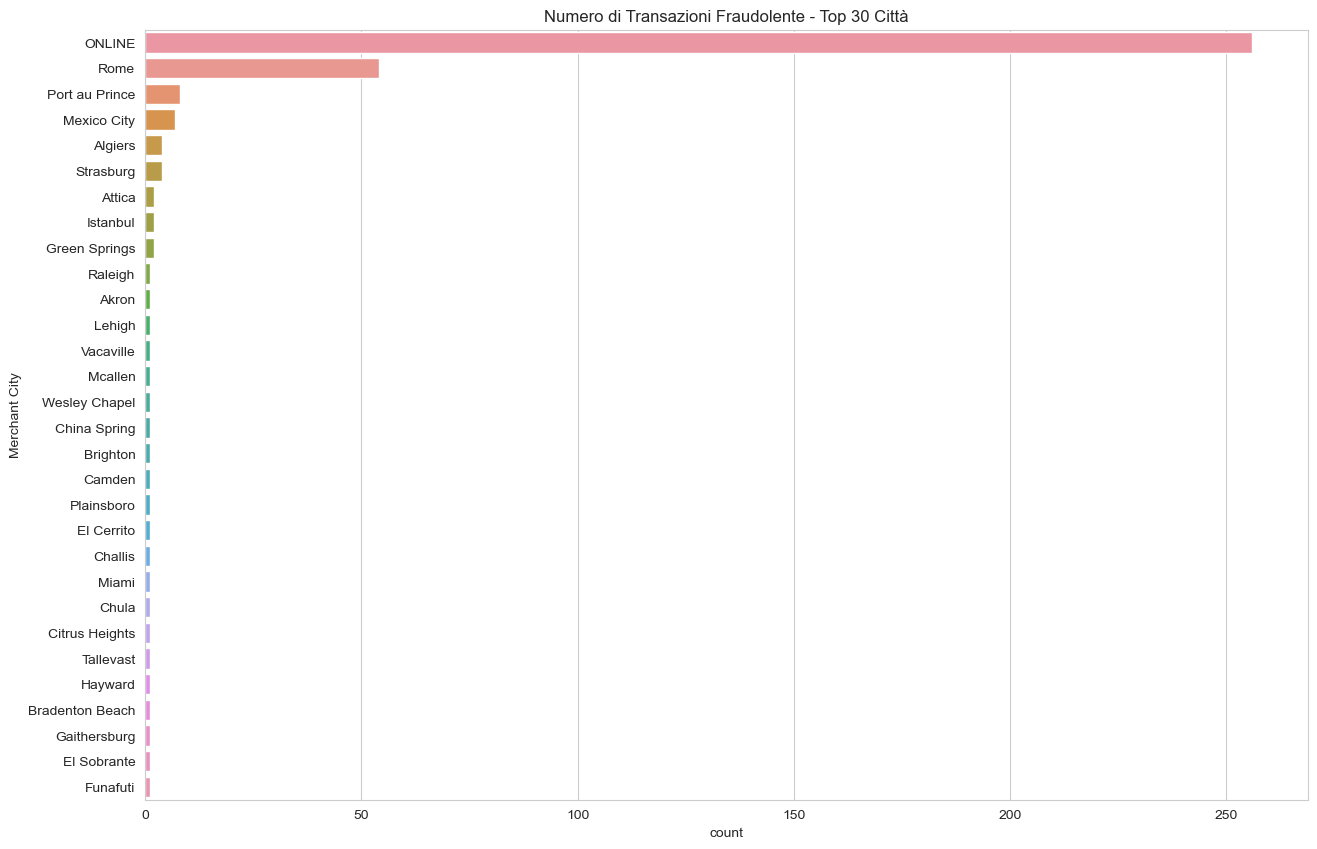 Numero di Transazioni Fraudolente - Top 30 Città
ONLINE
Rome
Port au Prince
Mexico City
Algiers
Strasburg
Attica
Istanbul
Green Springs
Raleigh
Akron
Lehigh
Vacaville
Mcallen
Wesley Chapel
China Spring
Brighton
Camden
Plainsboro
El Cerrito
Challis
Miami
Chula
Citrus Heights
Tallevast
Hayward
Bradenton Beach
Gaithersburg
El Sobrante
Funafuti
Merchant City
0 50 100 150 200 250
count